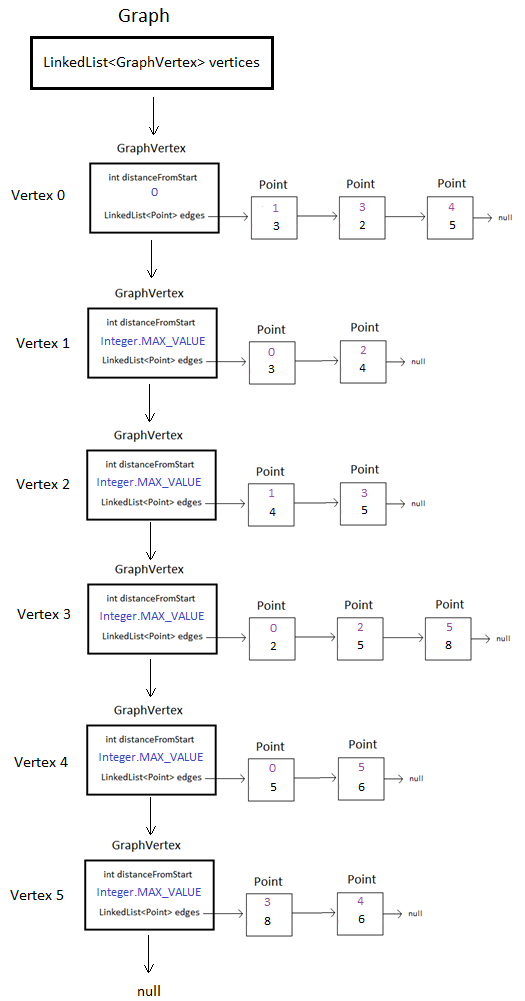 Graph
LinkedList<GraphVertex> vertices
GraphVertex
Vertex 0
int distanceFromStart
0
LinkedList<Point> edges
Point
1
3
Point
3
2
Point
4
5
null
GraphVertex
Vertex 1
int distanceFromStart
Integer.MAX_VALUE
LinkedList<Point> edges
Point
0
3
Point
2
4
null
GraphVertex
Vertex 2
int distanceFromStart
Integer.MAX_VALUE
LinkedList<Point> edges
Point
1
4
Point
3
5
null
GraphVertex
Vertex 3
int distanceFromStart
Integer.MAX_VALUE
LinkedList<Point> edges
Point
0
2
Point
2
5
Point
5
8
null
GraphVertex
Vertex 4
int distanceFromStart
Integer.MAX_VALUE
LinkedList<Point> edges
Point
0
5
Point
5
6
null
GraphVertex
Vertex 5
int distanceFromStart
Integer.MAX_VALUE
LinkedList<Point> edges
Point
3
8
Point
4
6
null
null